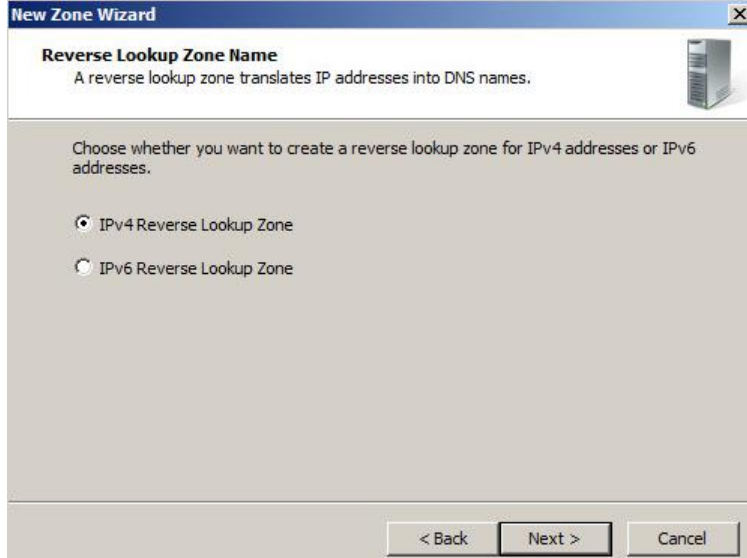 New Zone Wizard
Reverse Lookup Zone Name
A reverse lookup zone translates IP addresses into DNS names.
Choose whether you want to create a reverse lookup zone for IPv4 addresses or IPv6
addresses.
IPv4 Reverse Lookup Zone
IPv6 Reverse Lookup Zone
< Back Next > Cancel